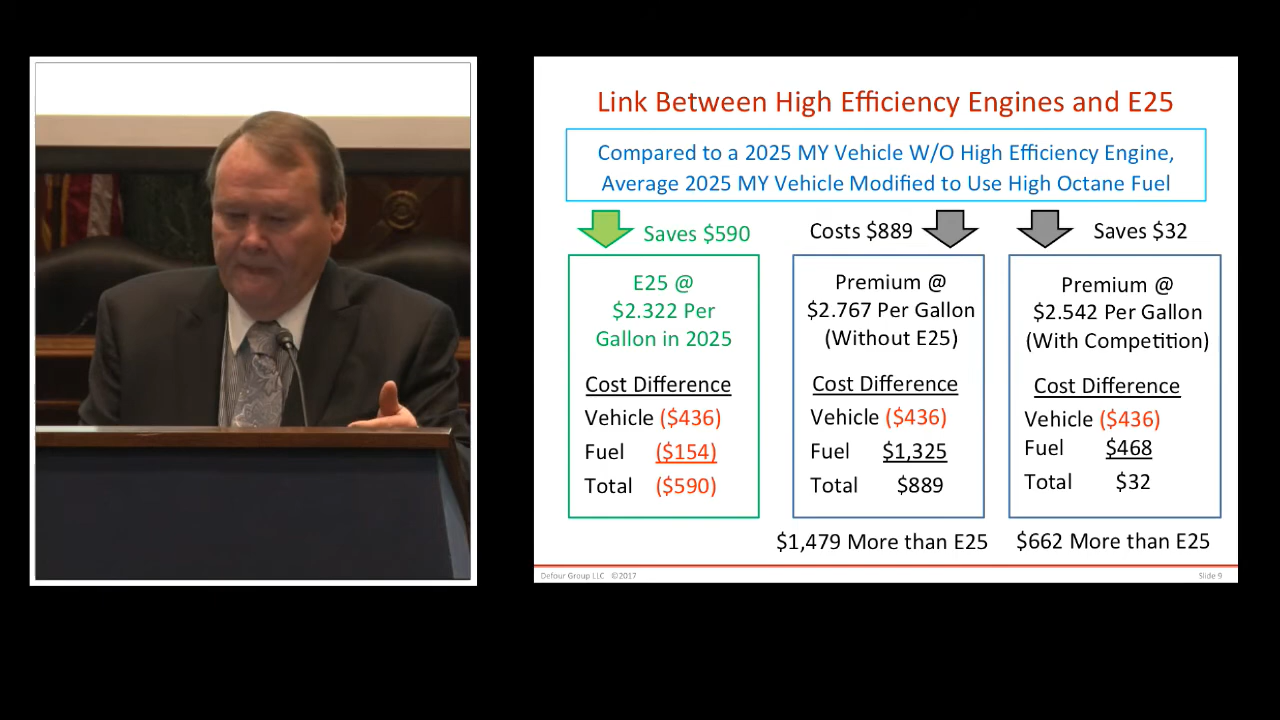 Link Between High Efficiency Engines and E25
Compared to a 2025 MY Vehicle W/O High Efficiency Engine,
Average 2025 MY Vehicle Modified to Use High Octane Fuel
Saves $590
Costs $889
Saves $32
E25 @
$2.322 Per
Gallon in 2025
Cost Difference
Vehicle ($436)
Fuel ($154)
Total ($590)
Premium @
$2.767 Per Gallon
(Without E25)
Cost Difference
Vehicle ($436)
Fuel $1,325
Total $889
Premium @
$2.542 Per Gallon
(With Competition)
Cost Difference
Vehicle ($436)
Fuel $468
Total $32
$1,479 More than E25
$662 More than E25
Defour Group LLC ©2017
Slide 9